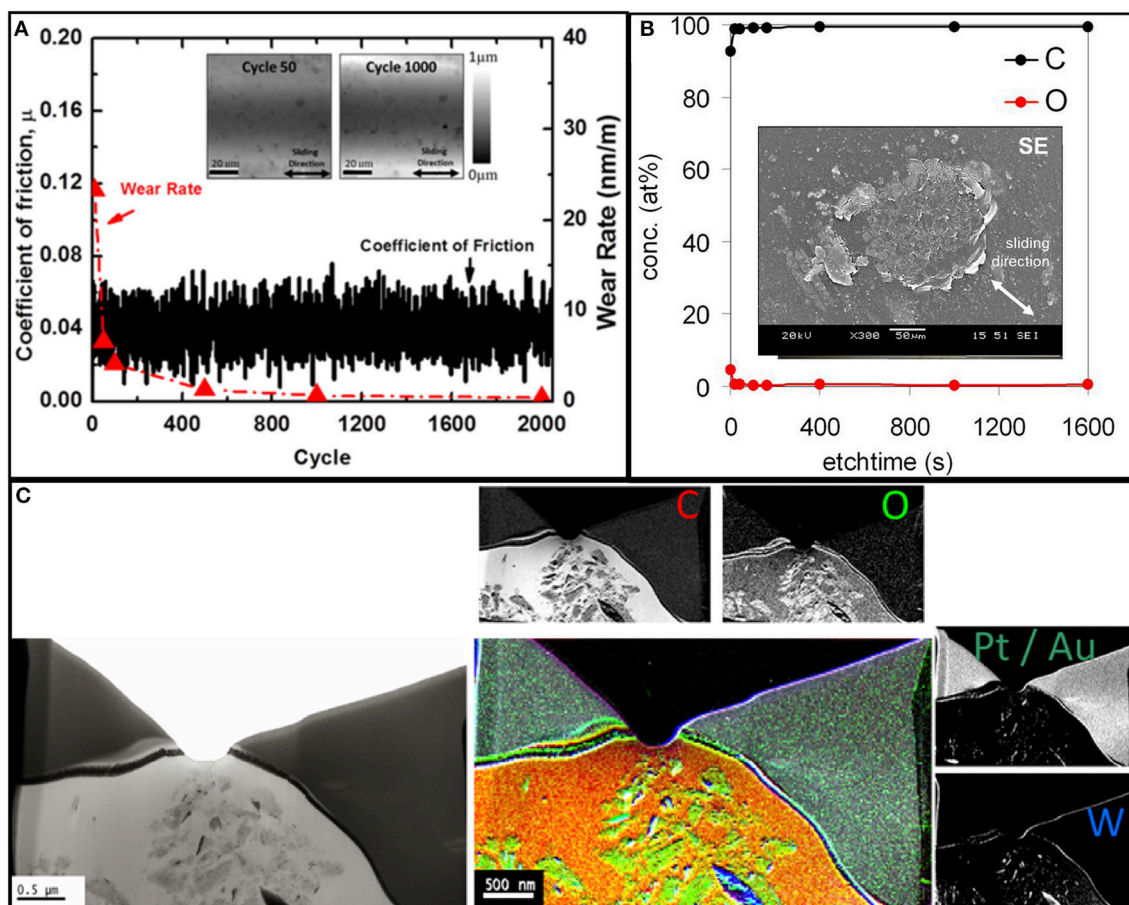 A
Coefficient of friction, μ
0.20
0.16
0.12
0.08
0.04
0.00
0
400
800
1200
1600
2000
Cycle
40
30
20
10
0
Wear Rate (nm/m)
Wear Rate
Coefficient of Friction
Cycle 50
20 μm
Sliding
Direction
Cycle 1000
20 μm
Sliding
Direction
1μm
0μm
B
conc. (at%)
100
80
60
40
20
0
0
400
800
1200
1600
etchtime (s)
C
O
SE
sliding
direction
20kV X300 50μm 15 51 SEI
C
C
O
0.5 μm
500 nm
Pt / Au
W